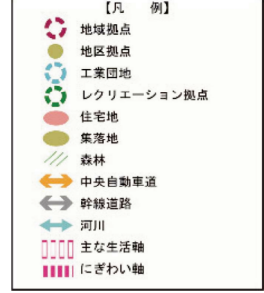 【凡　例】
地域拠点
地区拠点
工業団地
レクリエーション拠点
住宅地
集落地
森林
中央自動車道
幹線道路
河川
主な生活軸
にぎわい軸